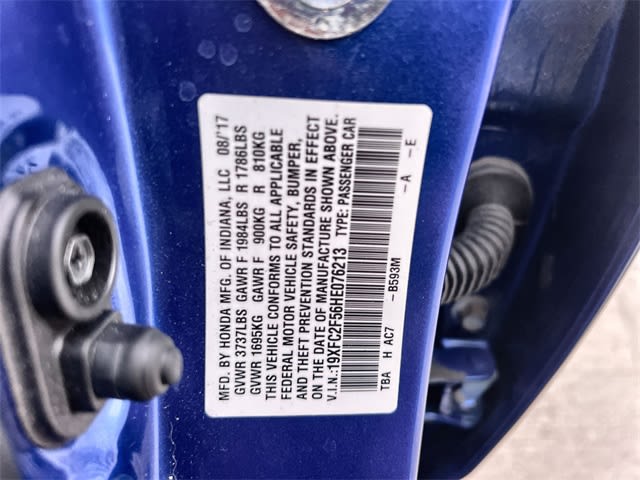 MFD. BY HONDA MFG. OF INDIANA, LLC 08/'17
GVWR 3737LBS GAWR F 1984LBS R 1786LBS
GVWR 1695KG GAWR F 900KG R 810KG
THIS VEHICLE CONFORMS TO ALL APPLICABLE
FEDERAL MOTOR VEHICLE SAFETY, BUMPER,
AND THEFT PREVENTION STANDARDS IN EFFECT
ON THE DATE OF MANUFACTURE SHOWN ABOVE.
V.I.N.:19XFC2F56HE076213 TYPE: PASSENGER CAR
-B593M -A -E
TBA H AC7